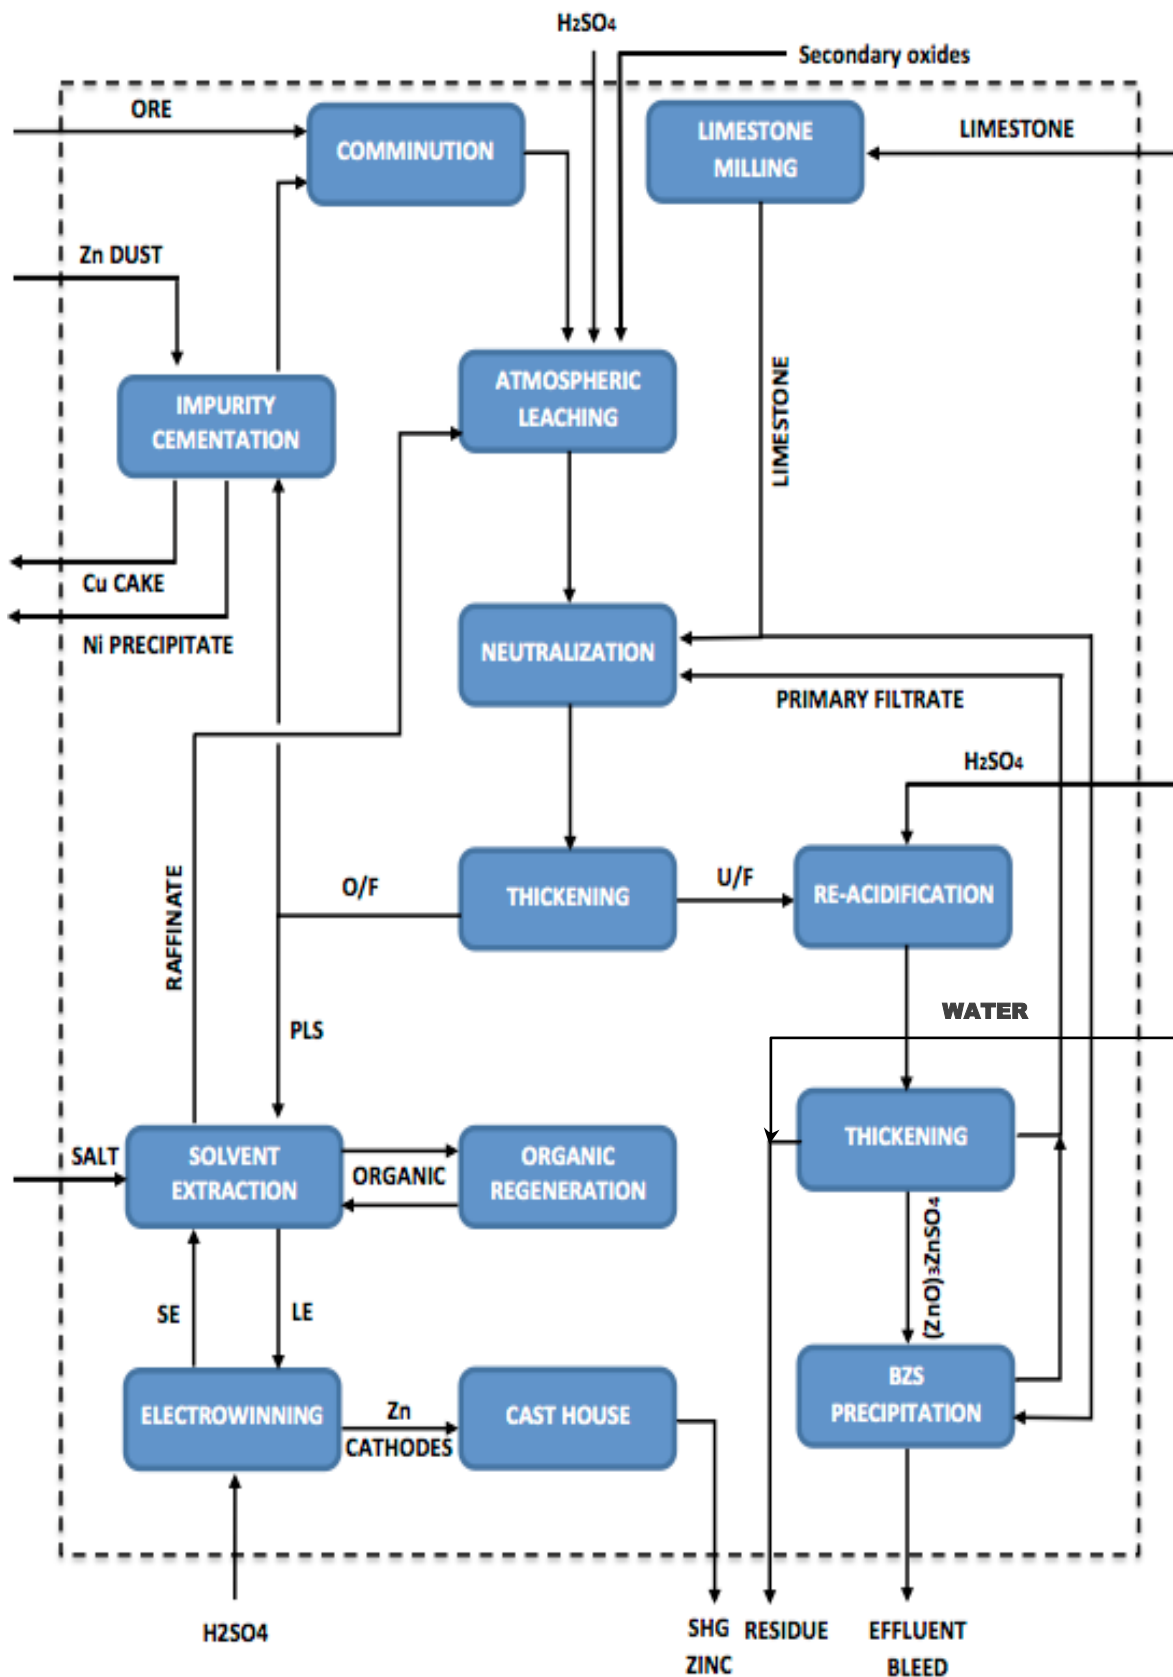 H₂SO₄
Secondary oxides
ORE
COMMINUTION
LIMESTONE
MILLING
LIMESTONE
Zn DUST
IMPURITY
CEMENTATION
ATMOSPHERIC
LEACHING
LIMESTONE
Cu CAKE
Ni PRECIPITATE
NEUTRALIZATION
PRIMARY FILTRATE
H₂SO₄
RAFFINATE
O/F
THICKENING
U/F
RE-ACIDIFICATION
PLS
WATER
SALT
SOLVENT
EXTRACTION
ORGANIC
ORGANIC
REGENERATION
THICKENING
(ZnO)₃ZnSO₄
SE
LE
ELECTROWINNING
Zn
CATHODES
CAST HOUSE
BZS
PRECIPITATION
H2SO4
SHG
ZINC
RESIDUE
EFFLUENT
BLEED